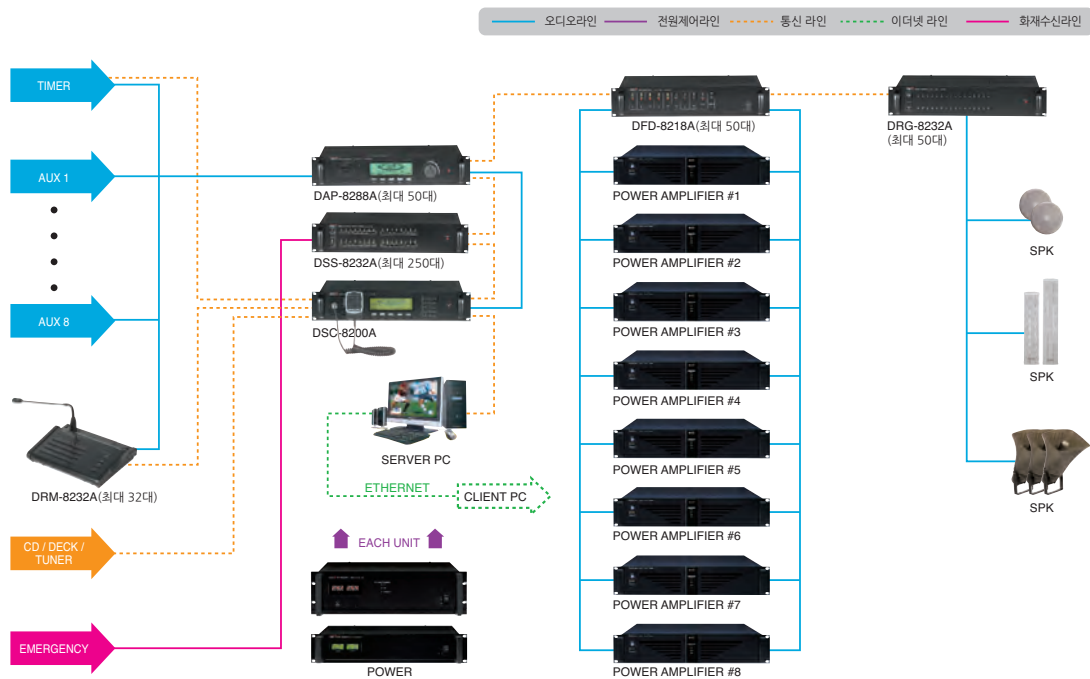 오디오라인 전원제어라인 통신 라인 이더넷 라인 화재수신라인
TIMER
AUX 1
AUX 8
DRM-8232A(최대 32대)
CD / DECK /
TUNER
EMERGENCY
DAP-8288A(최대 50대)
DSS-8232A(최대 250대)
DSC-8200A
SERVER PC
ETHERNET
CLIENT PC
EACH UNIT
POWER
DFD-8218A(최대 50대)
POWER AMPLIFIER #1
POWER AMPLIFIER #2
POWER AMPLIFIER #3
POWER AMPLIFIER #4
POWER AMPLIFIER #5
POWER AMPLIFIER #6
POWER AMPLIFIER #7
POWER AMPLIFIER #8
DRG-8232A
(최대 50대)
SPK
SPK
SPK